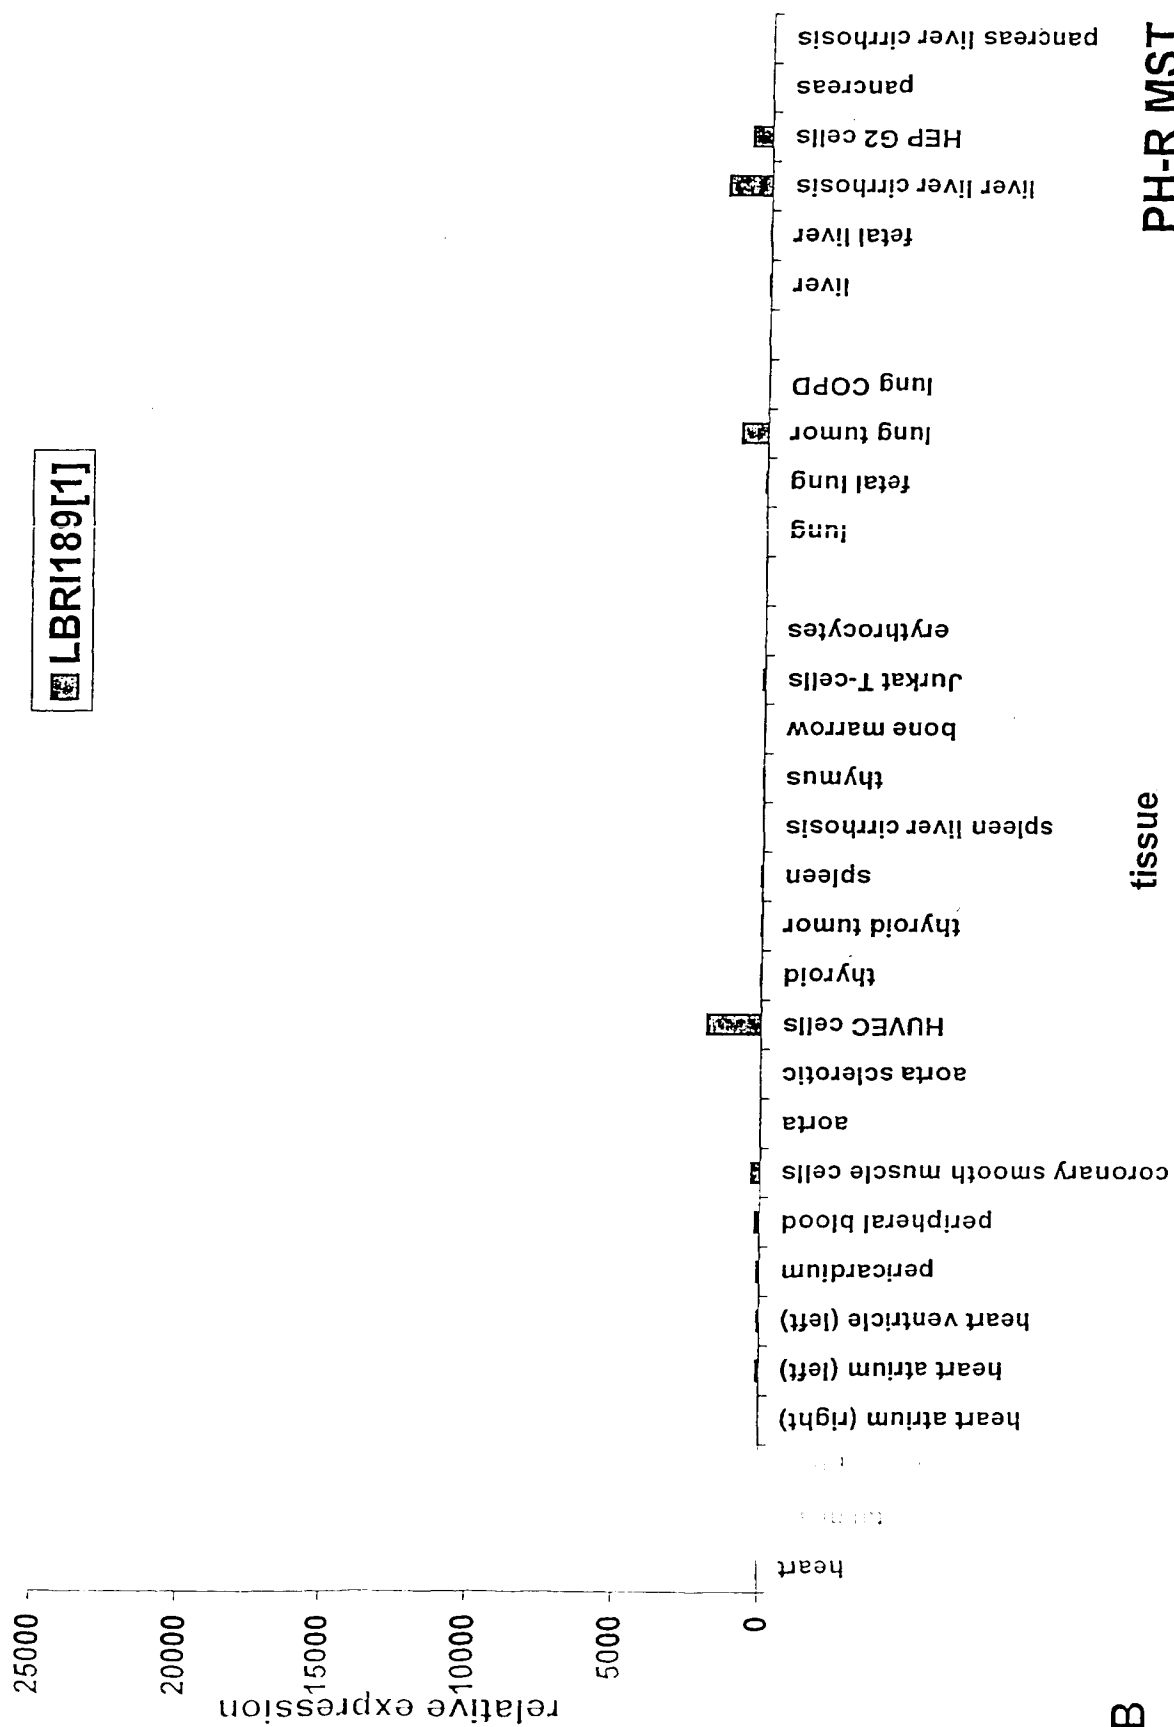 B
LBRI189[1]
relative expression
25000
20000
15000
10000
5000
0
heart
heart atrium (right)
heart atrium (left)
heart ventricle (left)
pericardium
peripheral blood
coronary smooth muscle cells
aorta
aorta sclerotic
HUVEC cells
thyroid
thyroid tumor
spleen
spleen liver cirrhosis
thymus
bone marrow
Jurkat T-cells
erythrocytes
lung
fetal lung
lung tumor
lung COPD
liver
fetal liver
liver liver cirrhosis
HEP G2 cells
pancreas
pancreas liver cirrhosis
tissue
PH-R MST